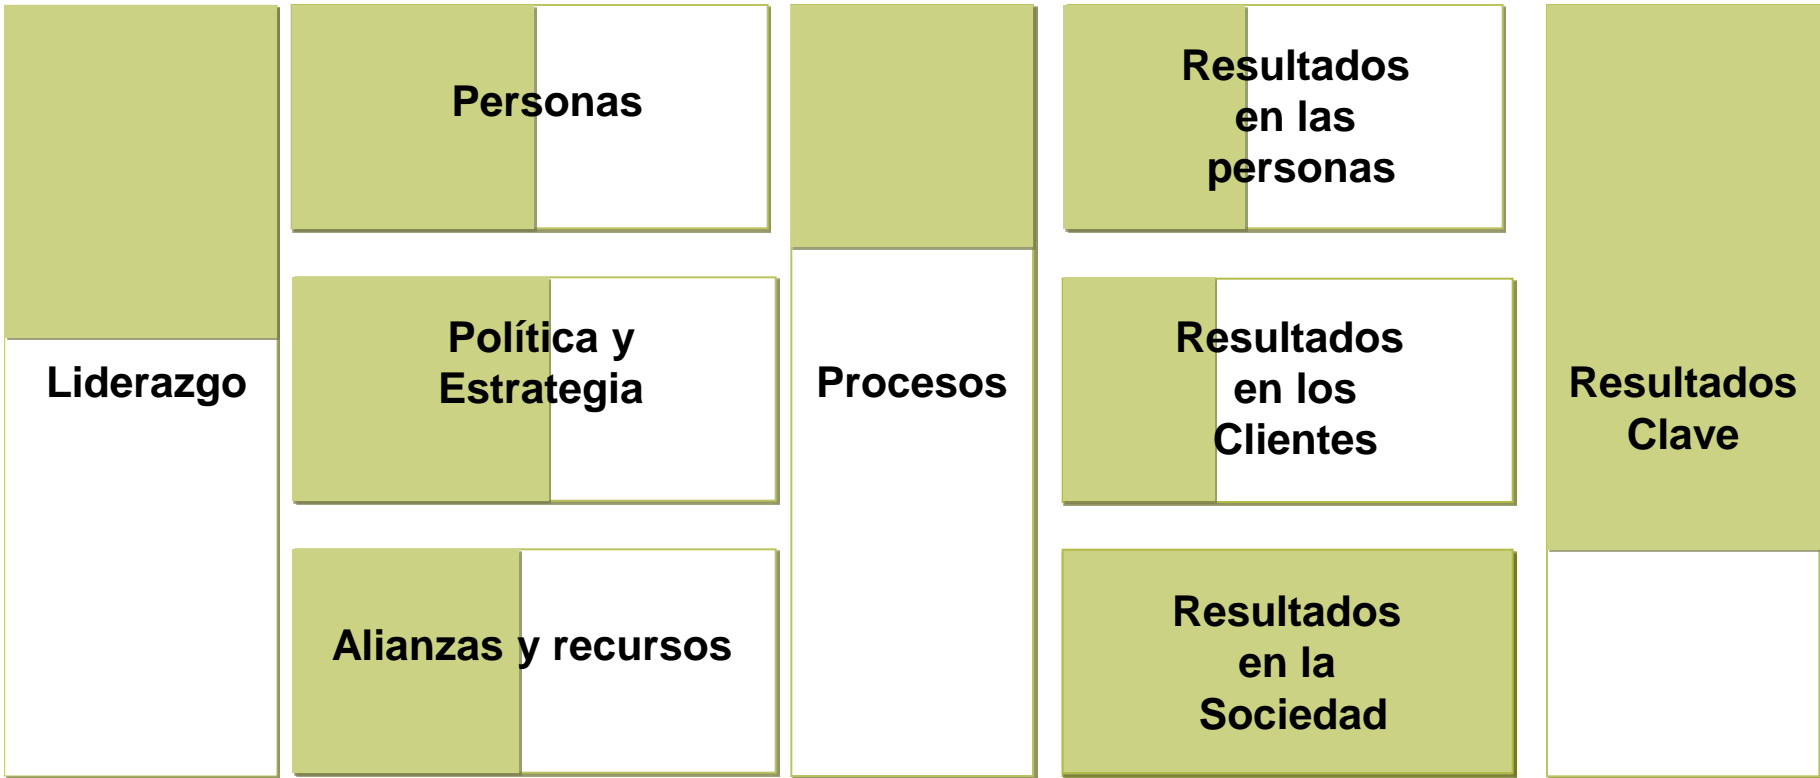 Liderazgo
Personas
Política y
Estrategia
Alianzas y recursos
Procesos
Resultados
en las
personas
Resultados
en los
Clientes
Resultados
en la
Sociedad
Resultados
Clave